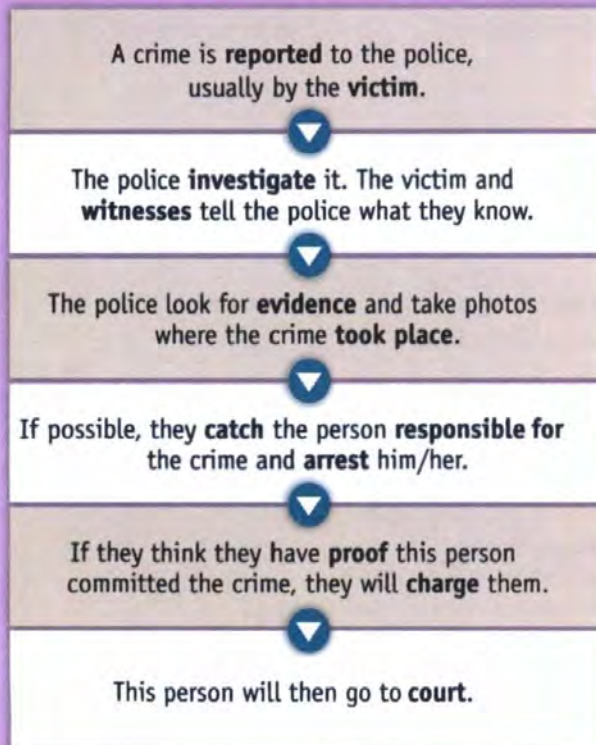 A crime is reported to the police,
usually by the victim.
The police investigate it. The victim and
witnesses tell the police what they know.
The police look for evidence and take photos
where the crime took place.
If possible, they catch the person responsible for
the crime and arrest him/her.
If they think they have proof this person
committed the crime, they will charge them.
This person will then go to court.